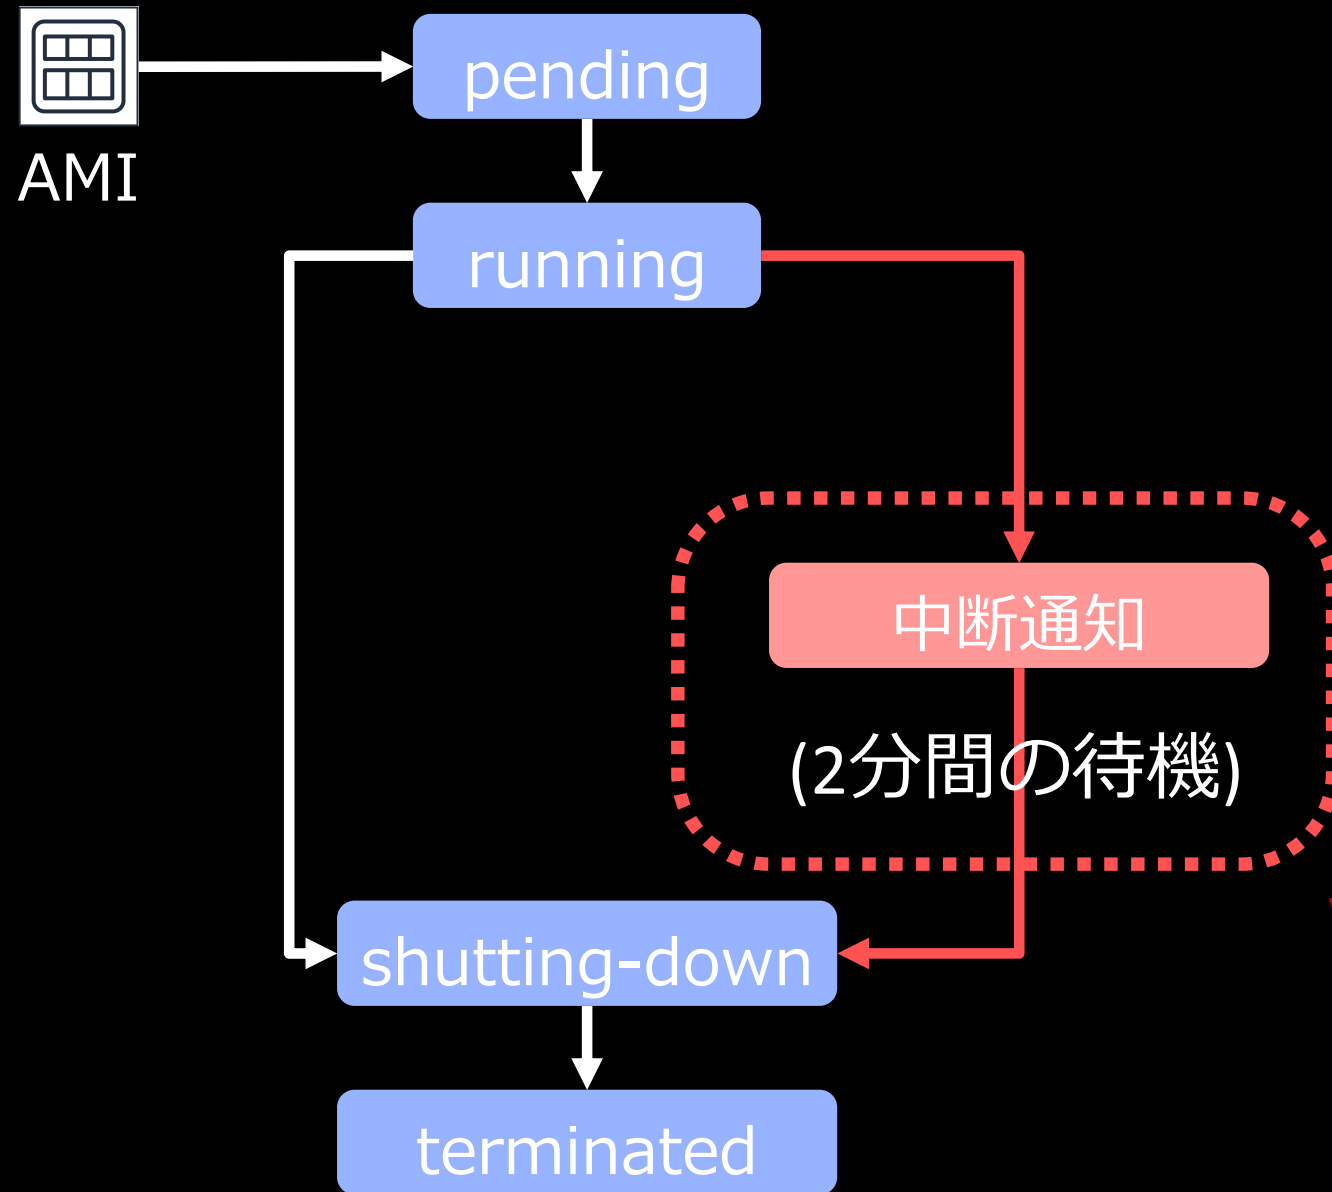 pending
AMI
running
中断通知
(2分間の待機)
shutting-down
terminated